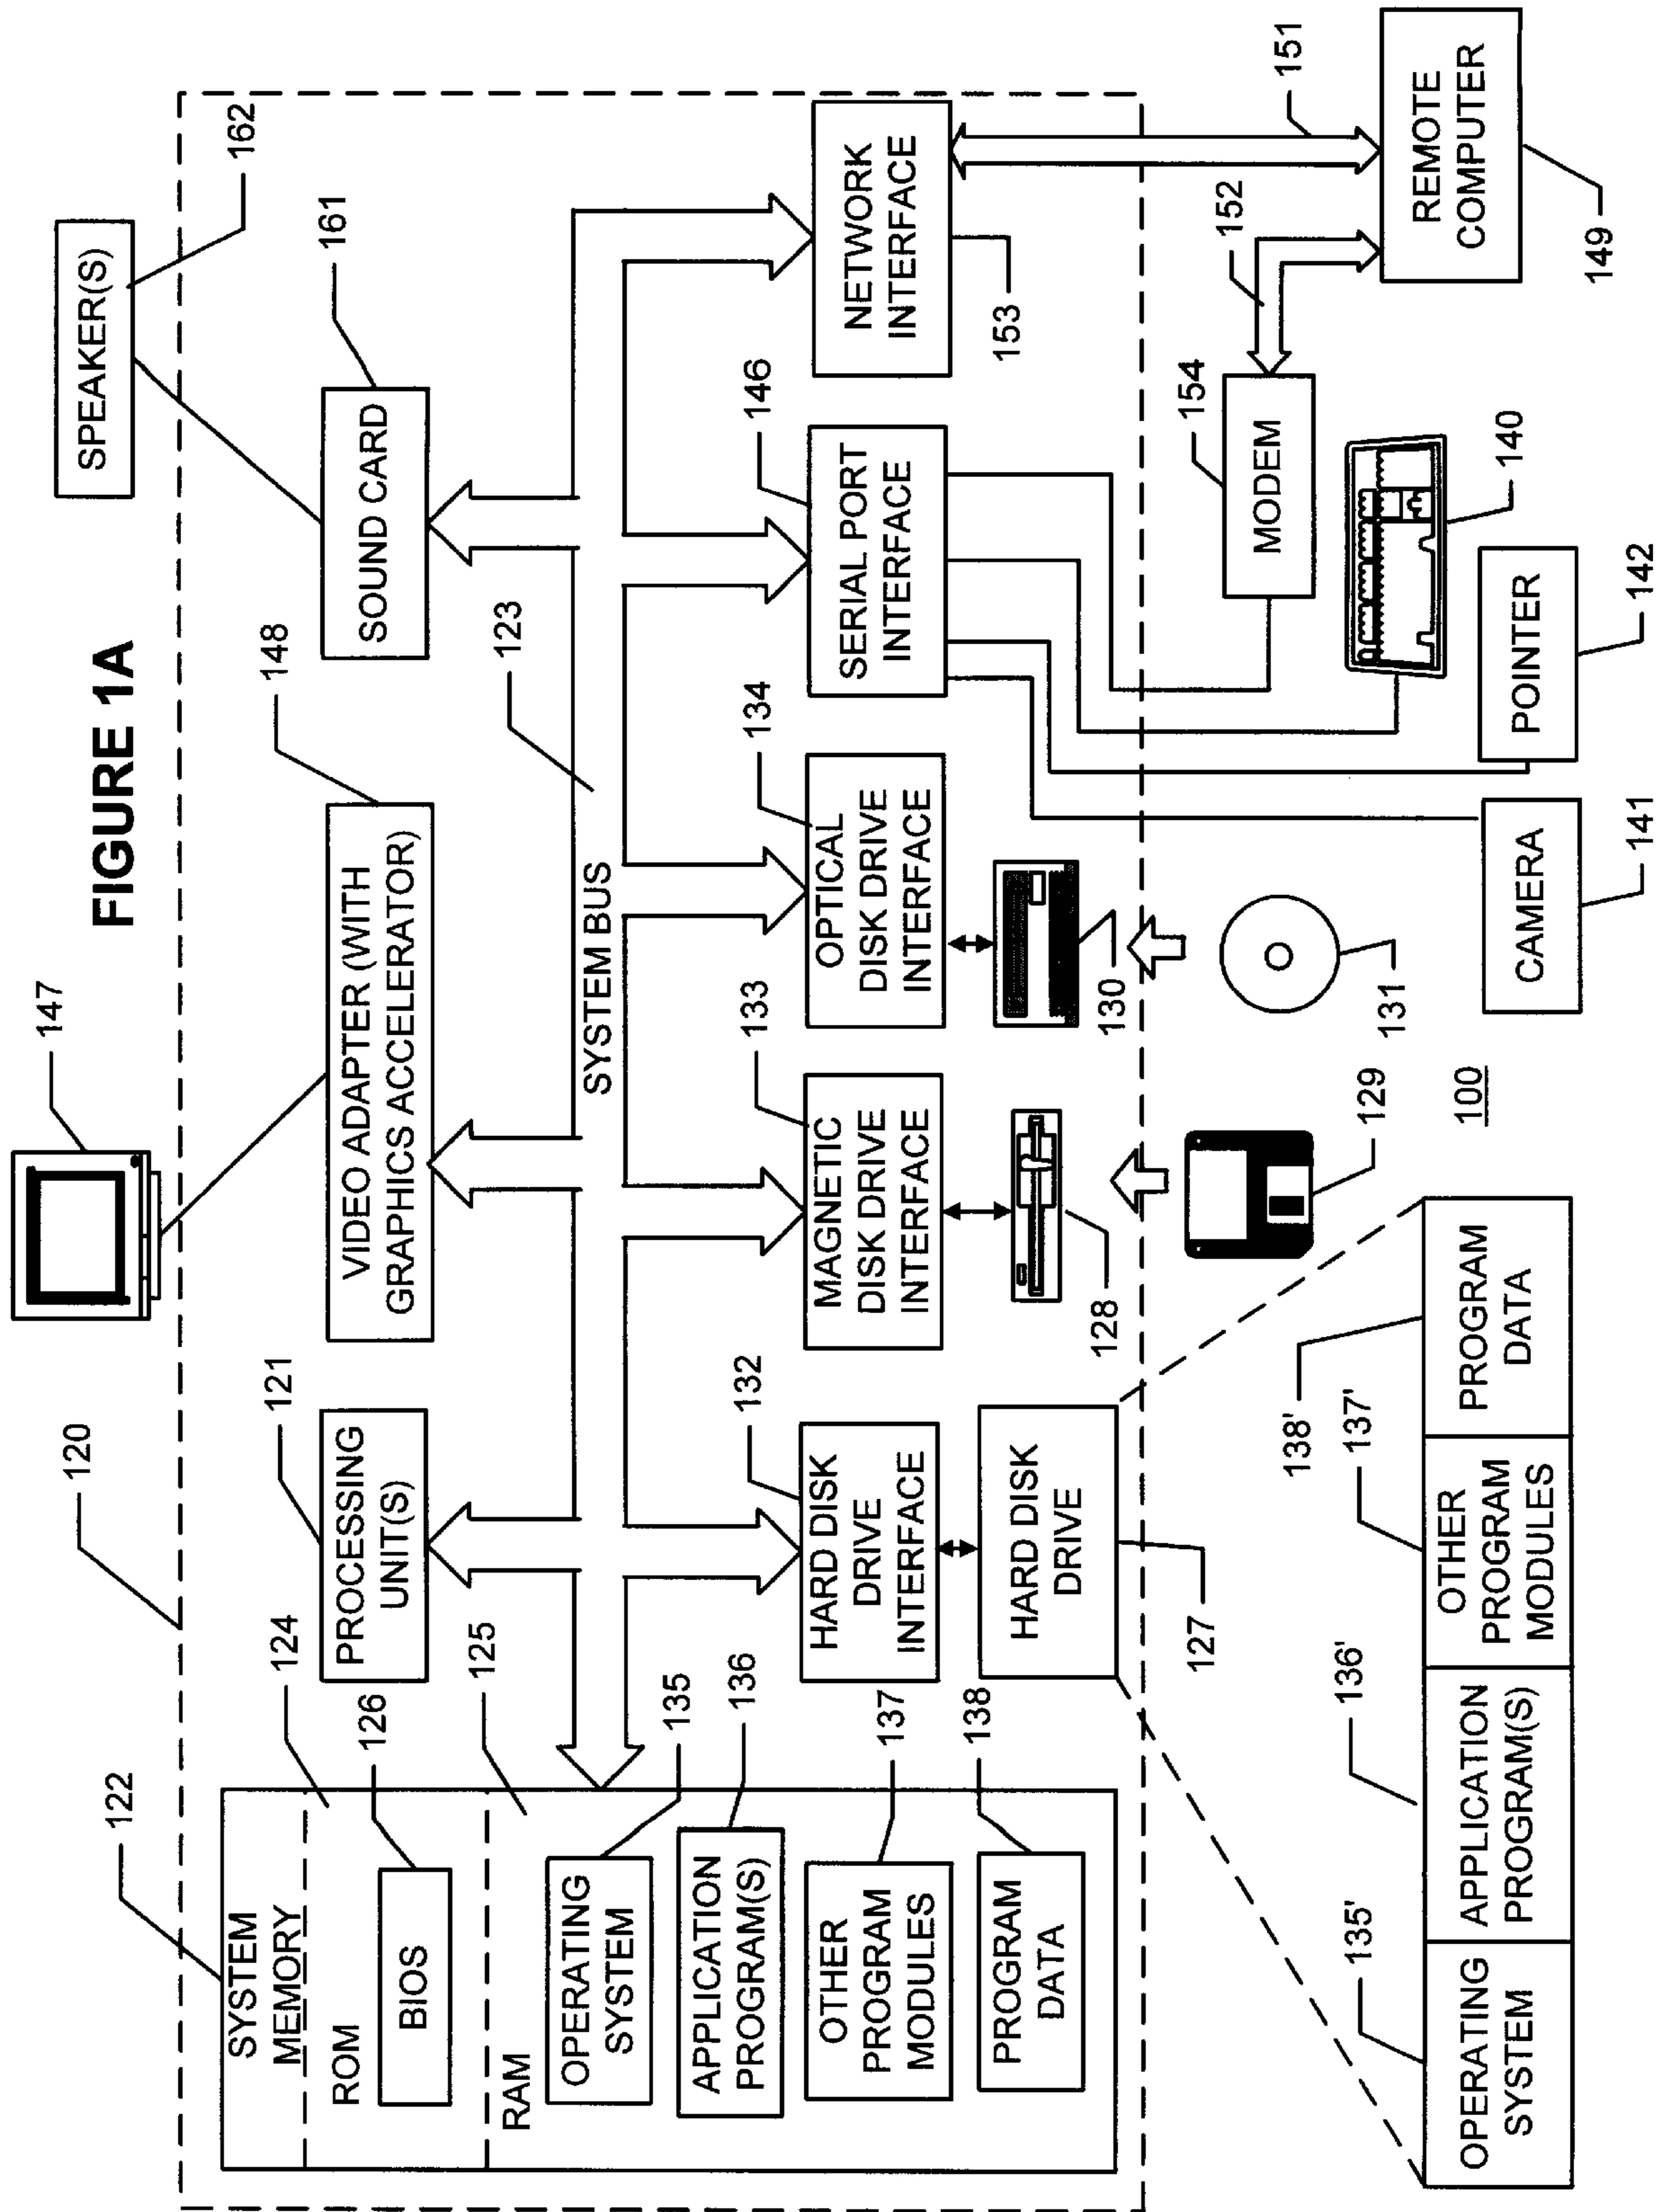 FIGURE 1A
147
SPEAKER(S)
162
120
122
SYSTEM
MEMORY
124
ROM
126
BIOS
125
RAM
135
OPERATING
SYSTEM
136
APPLICATION
PROGRAM(S)
137
OTHER
PROGRAM
MODULES
138
PROGRAM
DATA
121
PROCESSING
UNIT(S)
148
VIDEO ADAPTER (WITH
GRAPHICS ACCELERATOR)
161
SOUND CARD
123
SYSTEM BUS
132
HARD DISK
DRIVE
INTERFACE
133
MAGNETIC
DISK DRIVE
INTERFACE
134
OPTICAL
DISK DRIVE
INTERFACE
146
SERIAL PORT
INTERFACE
NETWORK
INTERFACE
153
HARD DISK
DRIVE
127
128
130
129
131
154
MODEM
152
151
140
REMOTE
COMPUTER
149
CAMERA
141
POINTER
142
100
135'
OPERATING
SYSTEM
136'
APPLICATION
PROGRAM(S)
137'
OTHER
PROGRAM
MODULES
138'
PROGRAM
DATA